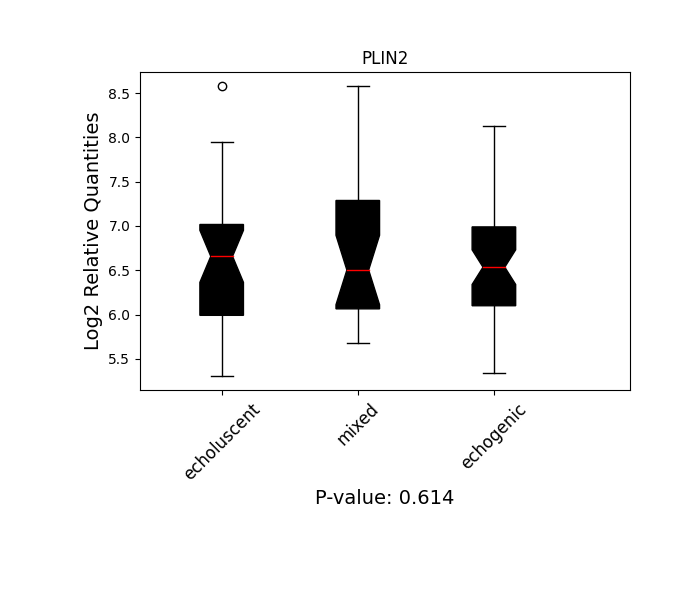 PLIN2
Log2 Relative Quantities
8.5
8.0
7.5
7.0
6.5
6.0
5.5
echoluscent
mixed
echogenic
P-value: 0.614